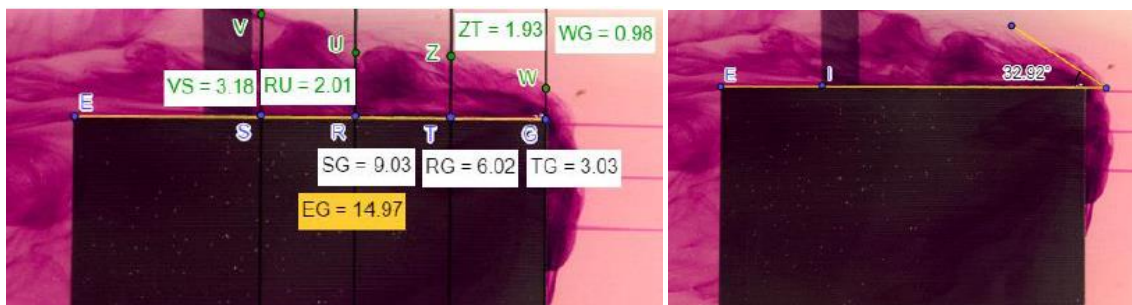 V
U
Z
W
ZT = 1.93
WG = 0.98
VS = 3.18
RU = 2.01
E
S
R
T
G
SG = 9.03
RG = 6.02
TG = 3.03
EG = 14.97
E
I
32.92°